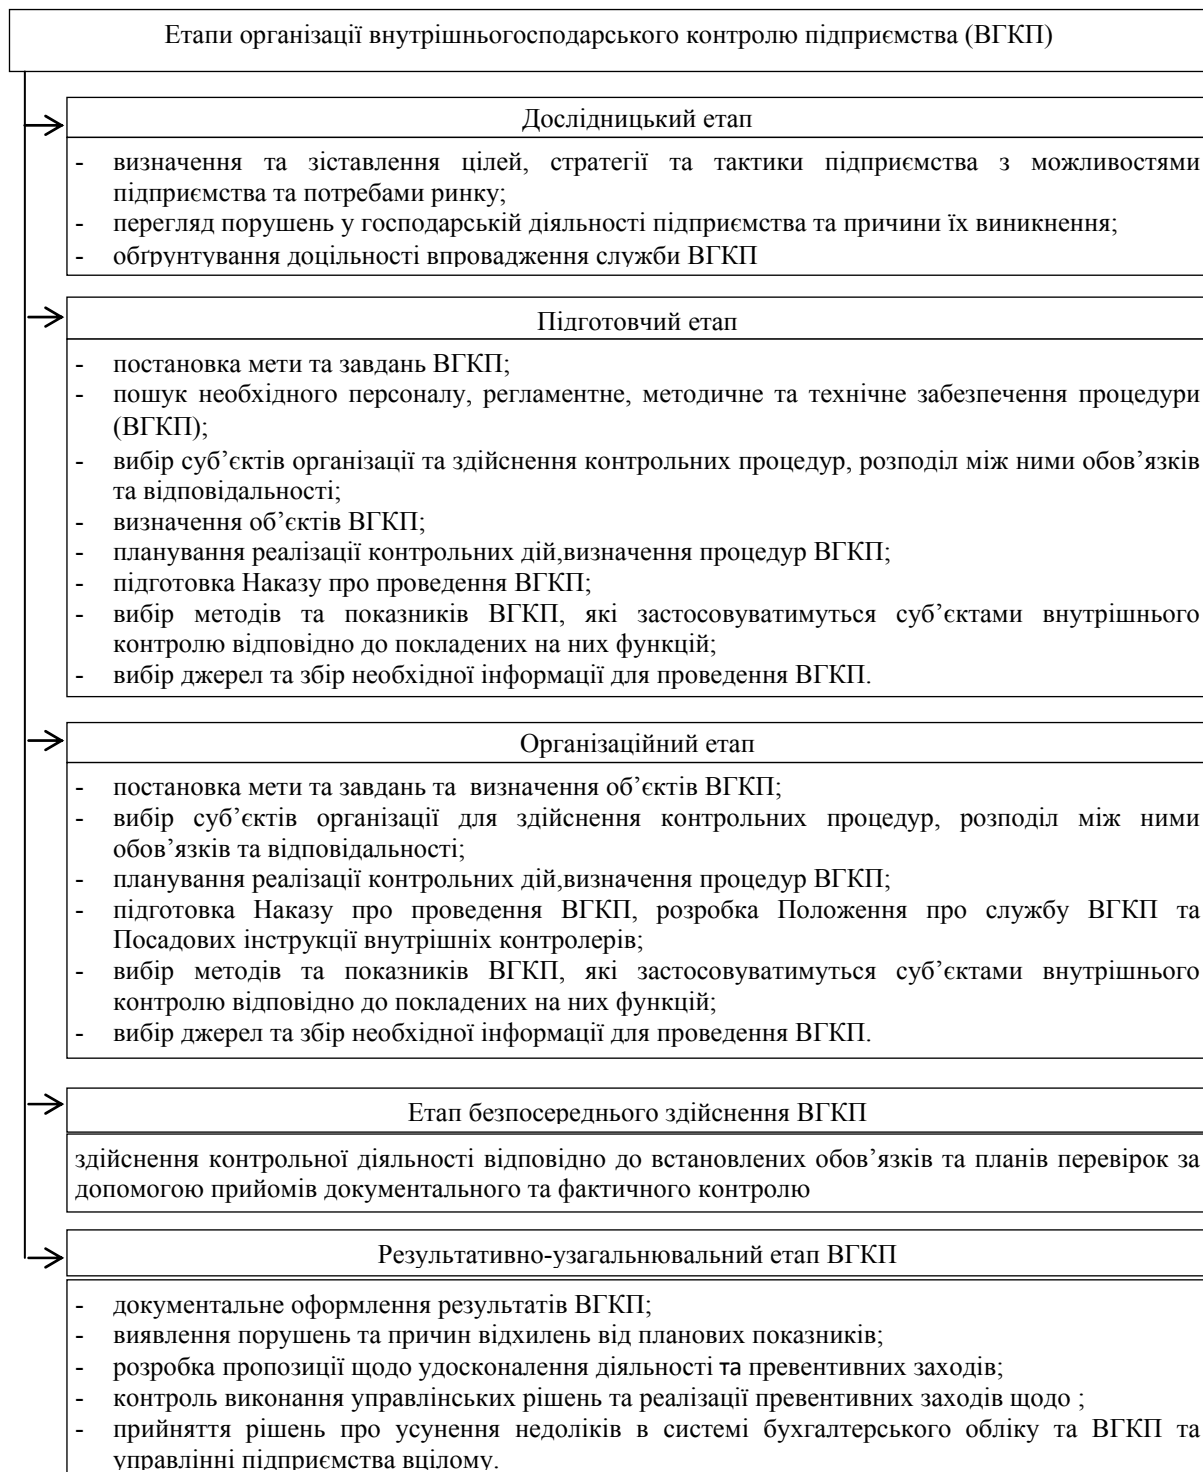 Етапи організації внутрішньогосподарського контролю підприємства (ВГКП)
Дослідницький етап
- визначення та зіставлення цілей, стратегії та тактики підприємства з можливостями
підприємства та потребами ринку;
- перегляд порушень у господарській діяльності підприємства та причини їх виникнення;
- обґрунтування доцільності впровадження служби ВГКП
Підготовчий етап
- постановка мети та завдань ВГКП;
- пошук необхідного персоналу, регламентне, методичне та технічне забезпечення процедури
(ВГКП);
- вибір суб’єктів організації та здійснення контрольних процедур, розподіл між ними обов’язків
та відповідальності;
- визначення об’єктів ВГКП;
- планування реалізації контрольних дій,визначення процедур ВГКП;
- підготовка Наказу про проведення ВГКП;
- вибір методів та показників ВГКП, які застосовуватимуться суб’єктами внутрішнього
контролю відповідно до покладених на них функцій;
- вибір джерел та збір необхідної інформації для проведення ВГКП.
Організаційний етап
- постановка мети та завдань та визначення об’єктів ВГКП;
- вибір суб’єктів організації для здійснення контрольних процедур, розподіл між ними
обов’язків та відповідальності;
- планування реалізації контрольних дій,визначення процедур ВГКП;
- підготовка Наказу про проведення ВГКП, розробка Положення про службу ВГКП та
Посадових інструкції внутрішніх контролерів;
- вибір методів та показників ВГКП, які застосовуватимуться суб’єктами внутрішнього
контролю відповідно до покладених на них функцій;
- вибір джерел та збір необхідної інформації для проведення ВГКП.
Етап безпосереднього здійснення ВГКП
здійснення контрольної діяльності відповідно до встановлених обов’язків та планів перевірок за
допомогою прийомів документального та фактичного контролю
Результативно-узагальнювальний етап ВГКП
- документальне оформлення результатів ВГКП;
- виявлення порушень та причин відхилень від планових показників;
- розробка пропозиції щодо удосконалення діяльності та превентивних заходів;
- контроль виконання управлінських рішень та реалізації превентивних заходів щодо ;
- прийняття рішень про усунення недоліків в системі бухгалтерського обліку та ВГКП та
управлінні підприємства вцілому.